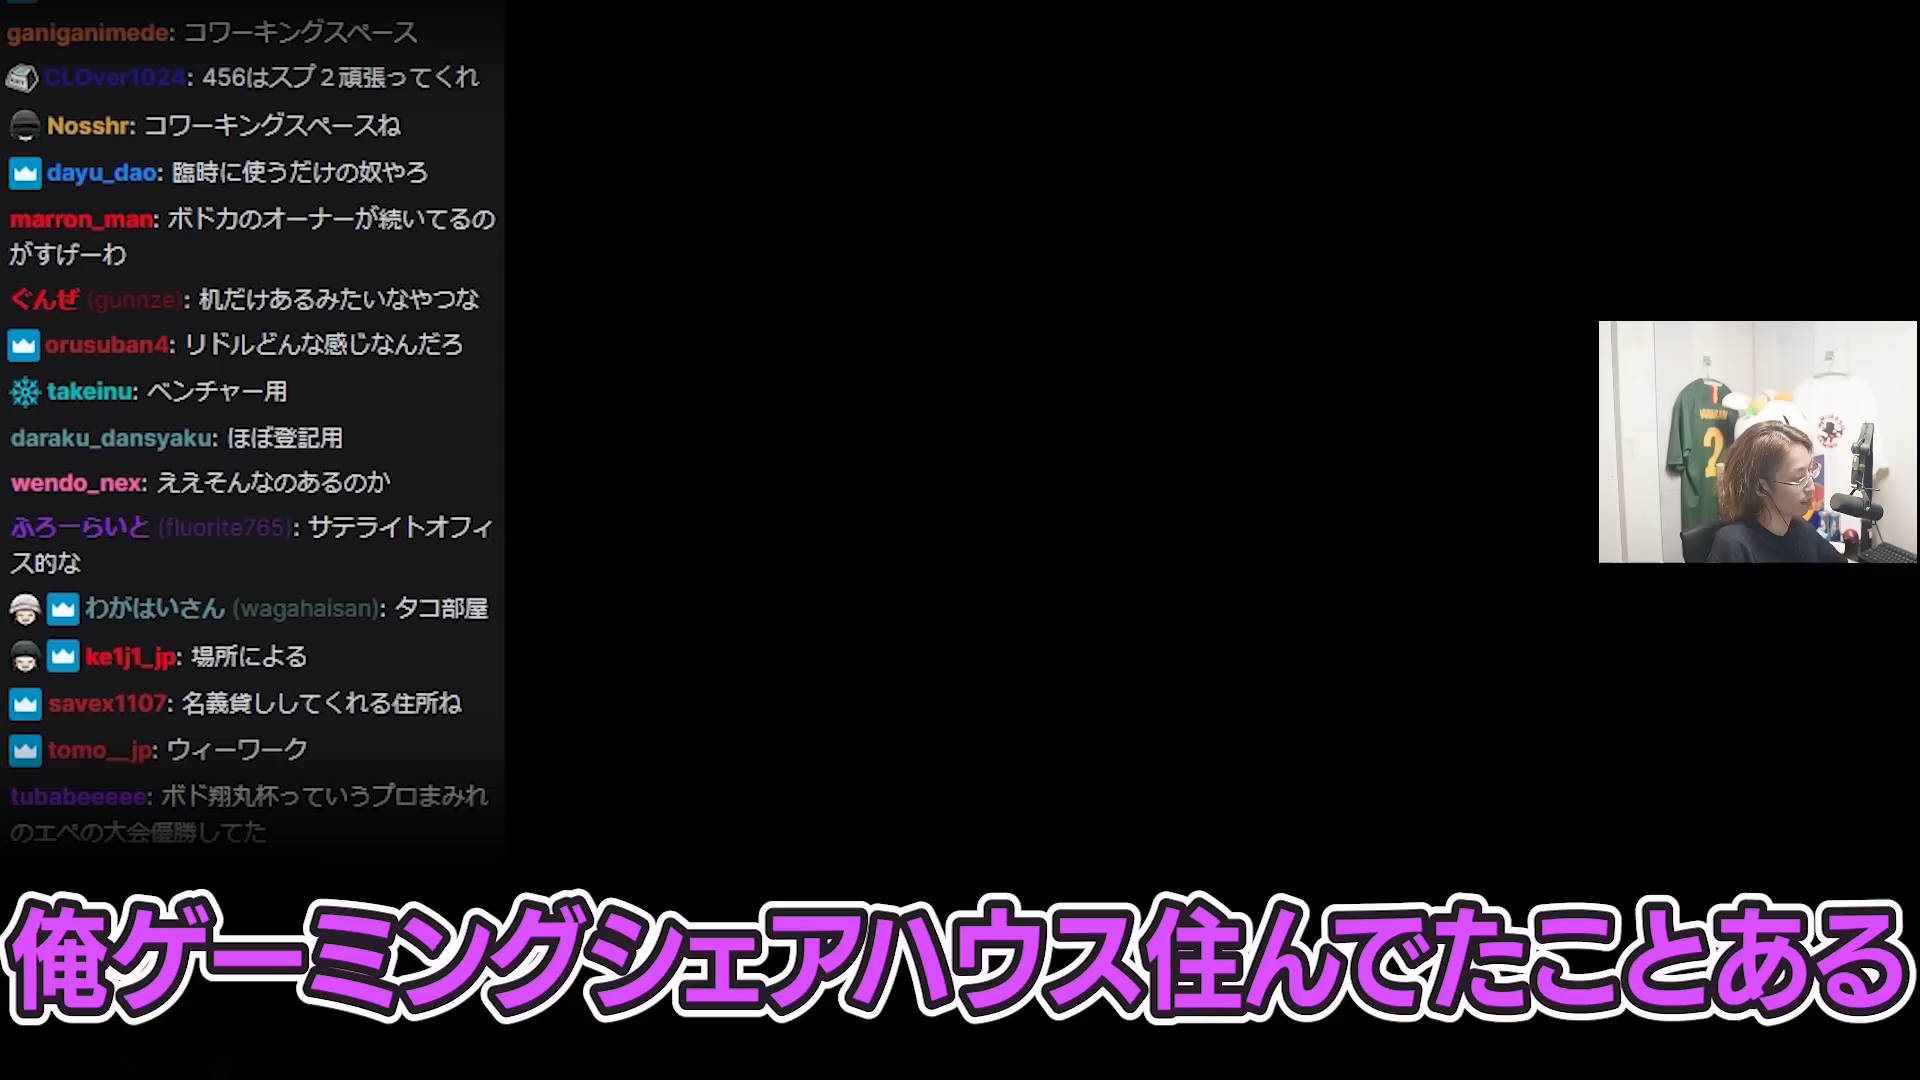 ganiganimede: コワーキングスペース
CLOver1024: 456はスプ２頑張ってくれ
Nosshr: コワーキングスペースね
dayu_dao: 臨時に使うだけの奴やろ
marron_man: ボドカのオーナーが続いてるの
がすげーわ
ぐんぜ (gunnze): 机だけあるみたいなやつな
orusuban4: リドルどんな感じなんだろ
takeinu: ベンチャー用
daraku_dansyaku: ほぼ登記用
wendo_nex: ええそんなのあるのか
ふろーらいと (fluorite765): サテライトオフィ
ス的な
わがはいさん (wagahaisan): タコ部屋
ke1j1_jp: 場所による
savex1107: 名義貸ししてくれる住所ね
tomo__jp: ウィーワーク
tubabeeeee: ボド翔丸杯っていうプロまみれ
のエペの大会優勝してた
2
俺ゲーミングシェアハウス住んでたことある